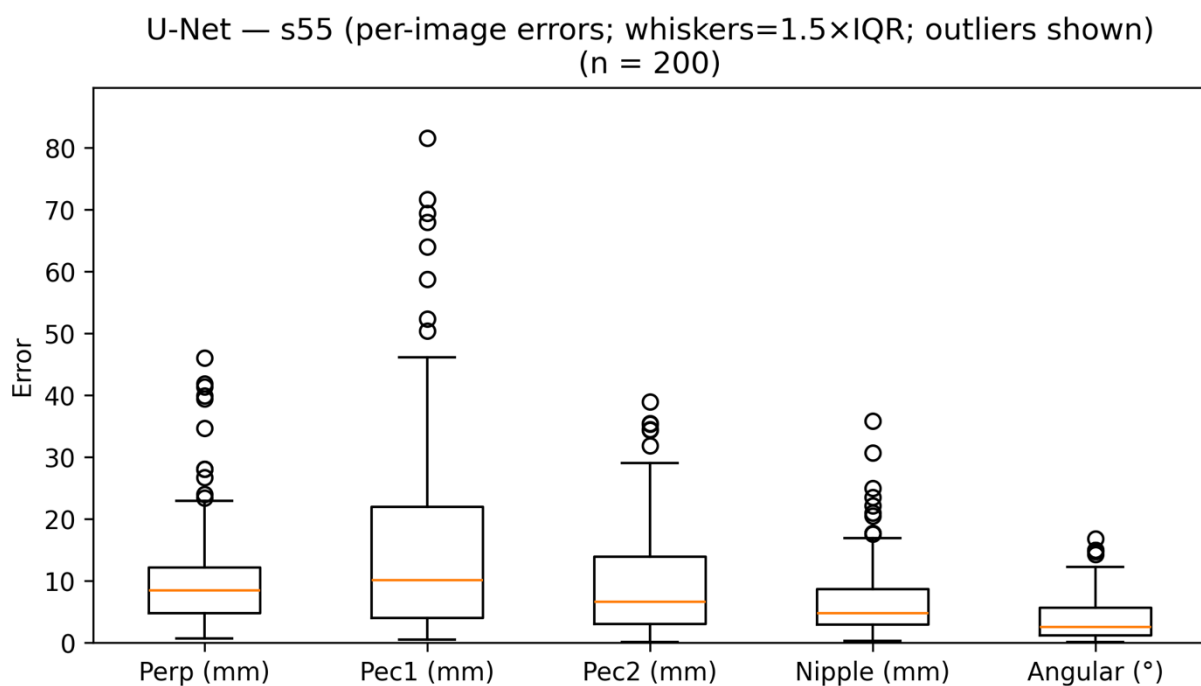 U-Net — s55 (per-image errors; whiskers=1.5×IQR; outliers shown)
(n = 200)
Error
80
70
60
50
40
30
20
10
0
Perp (mm) Pec1 (mm) Pec2 (mm) Nipple (mm) Angular (°)